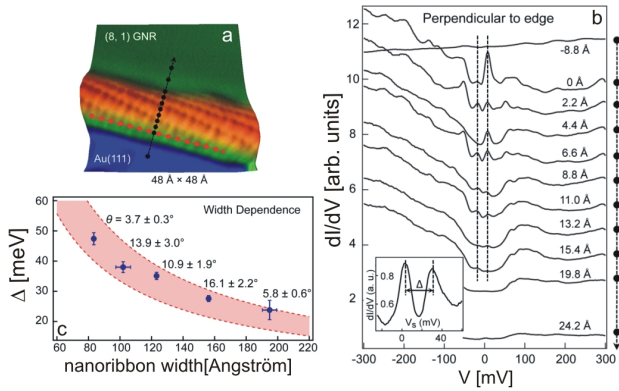 (8, 1) GNR
a
Au(111)
48 Å × 48 Å
b
Perpendicular to edge
-8.8 Å
0 Å
2.2 Å
4.4 Å
6.6 Å
8.8 Å
11.0 Å
13.2 Å
15.4 Å
19.8 Å
24.2 Å
12
10
8
6
4
2
dI/dV [arb. units]
-300 -200 -100 0 100 200 300
V [mV]
dI/dV (a. u.)
0.8
0.6
Δ
0 40
Vs (mV)
c
Width Dependence
θ = 3.7 ± 0.3°
13.9 ± 3.0°
10.9 ± 1.9°
16.1 ± 2.2°
5.8 ± 0.6°
60
50
40
30
20
Δ [meV]
60 80 100 120 140 160 180 200 220
nanoribbon width[Angström]